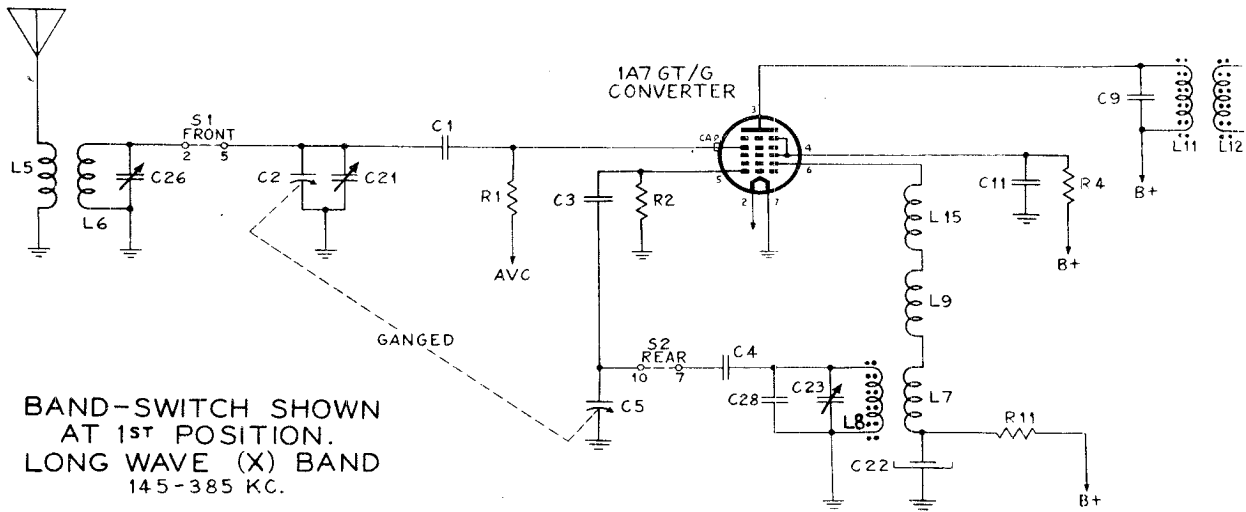 1A7 GT/G
CONVERTER
3
C9
L11
L12
B+
L5
L6
C26
S1
FRONT
2 5
C2
C21
C1
R1
AVC
CAP
4
5
6
2
7
C3
R2
C11
R4
B+
L15
L9
L7
GANGED
S2
REAR
10 7
C4
C5
C28
C23
L8
R11
C22
B+
BAND-SWITCH SHOWN
AT 1ST POSITION.
LONG WAVE (X) BAND
145-385 KC.